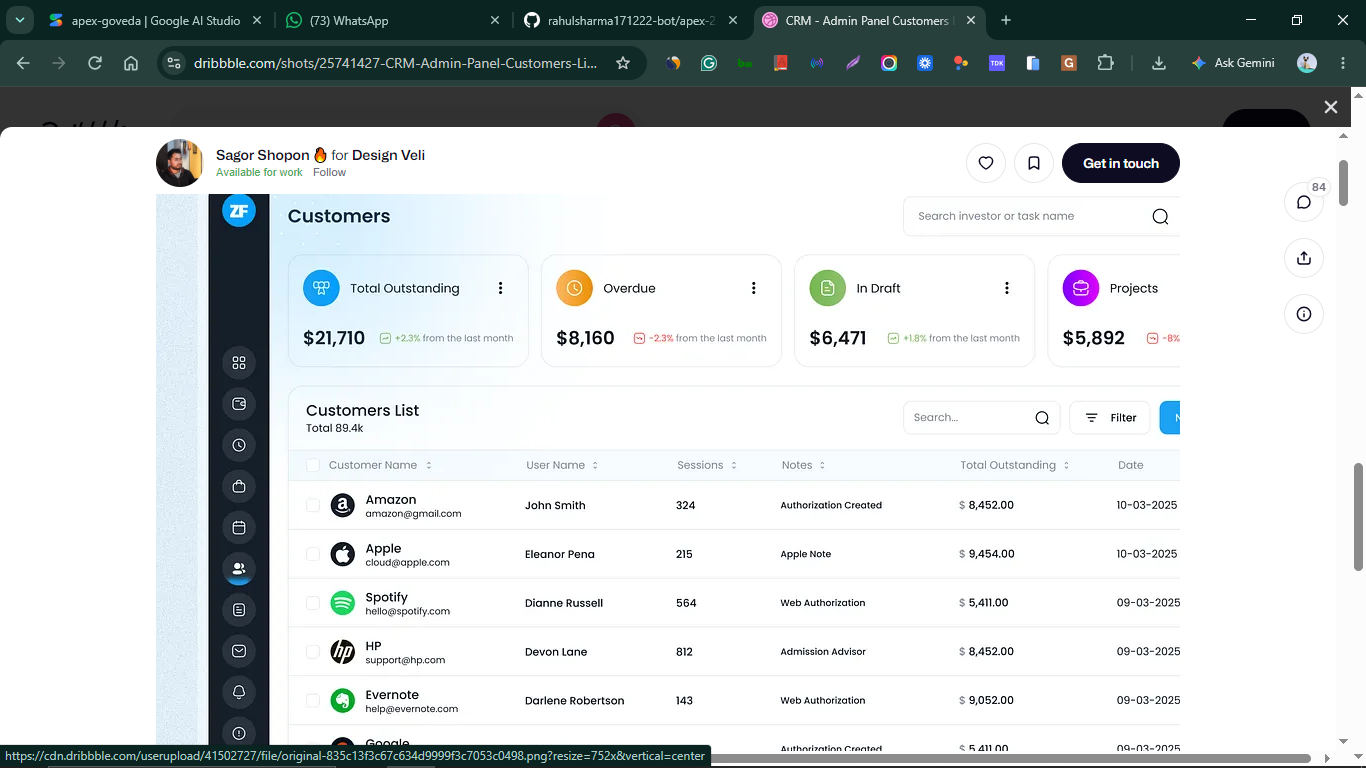 apex-goveda | Google AI Studio
(73) WhatsApp
rahulsharma171222-bot/apex-2
CRM - Admin Panel Customers
dribbble.com/shots/25741427-CRM-Admin-Panel-Customers-Li...
TDK
G
Ask Gemini
Sagor Shopon 🔥 for Design Veli
Available for work Follow
Get in touch
84
ZF
Customers
Search investor or task name
Total Outstanding
Overdue
In Draft
Projects
$21,710 +2.3% from the last month
$8,160 -2.3% from the last month
$6,471 +1.8% from the last month
$5,892 -8%
Customers List
Total 89.4k
Search...
Filter
Customer Name User Name Sessions Notes Total Outstanding Date
Amazon
amazon@gmail.com
John Smith 324 Authorization Created $ 8,452.00 10-03-2025
Apple
cloud@apple.com
Eleanor Pena 215 Apple Note $ 9,454.00 10-03-2025
Spotify
hello@spotify.com
Dianne Russell 564 Web Authorization $ 5,411.00 09-03-2025
hp
HP
support@hp.com
Devon Lane 812 Admission Advisor $ 8,452.00 09-03-2025
Evernote
help@evernote.com
Darlene Robertson 143 Web Authorization $ 9,052.00 09-03-2025
Google
Authorization Created $ 5,411.00 09-03-2025
https://cdn.dribbble.com/userupload/41502727/file/original-835c13f3c67c634d9999f3c7053c0498.png?resize=752x&vertical=center